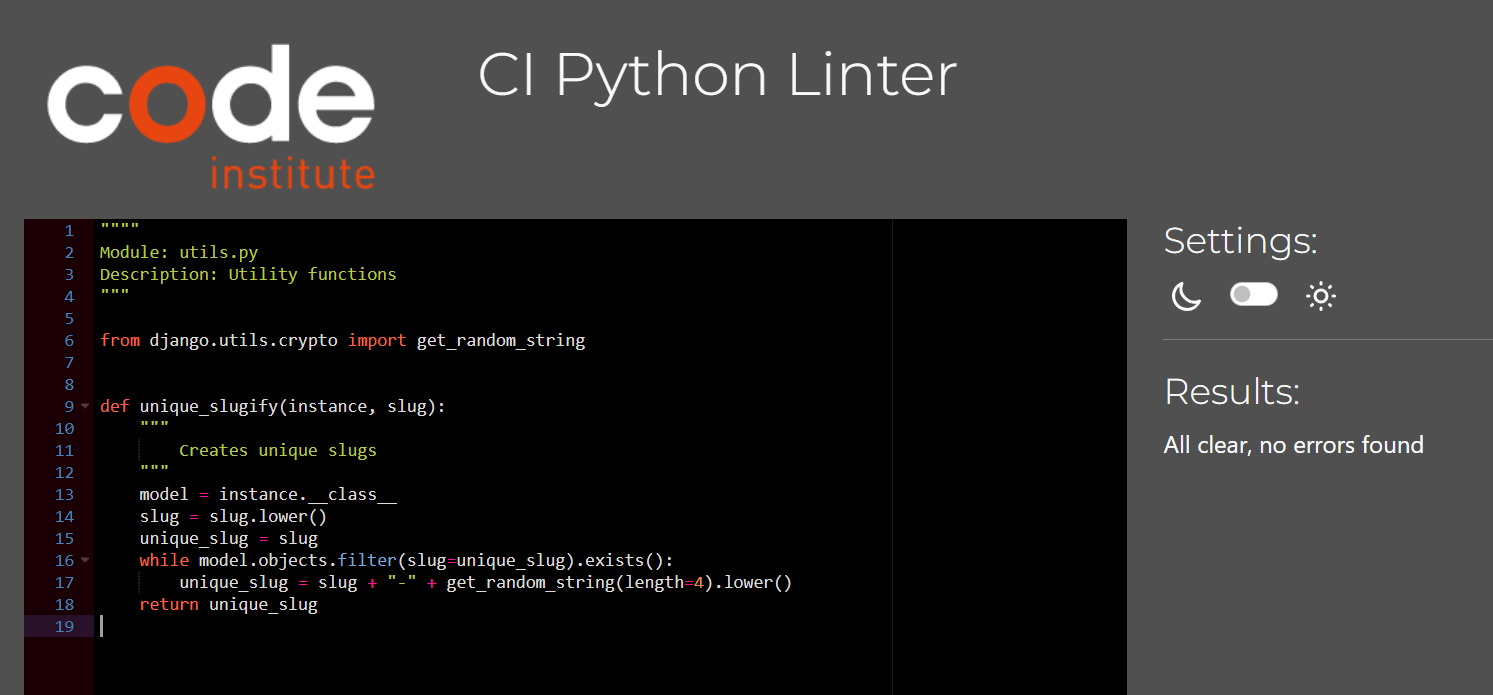 code
institute
CI Python Linter
1 """"
2 Module: utils.py
3 Description: Utility functions
4 """
5
6 from django.utils.crypto import get_random_string
7
8
9 def unique_slugify(instance, slug):
10     """
11         Creates unique slugs
12     """
13     model = instance.__class__
14     slug = slug.lower()
15     unique_slug = slug
16     while model.objects.filter(slug=unique_slug).exists():
17         unique_slug = slug + "-" + get_random_string(length=4).lower()
18     return unique_slug
19
Settings:
Results:
All clear, no errors found